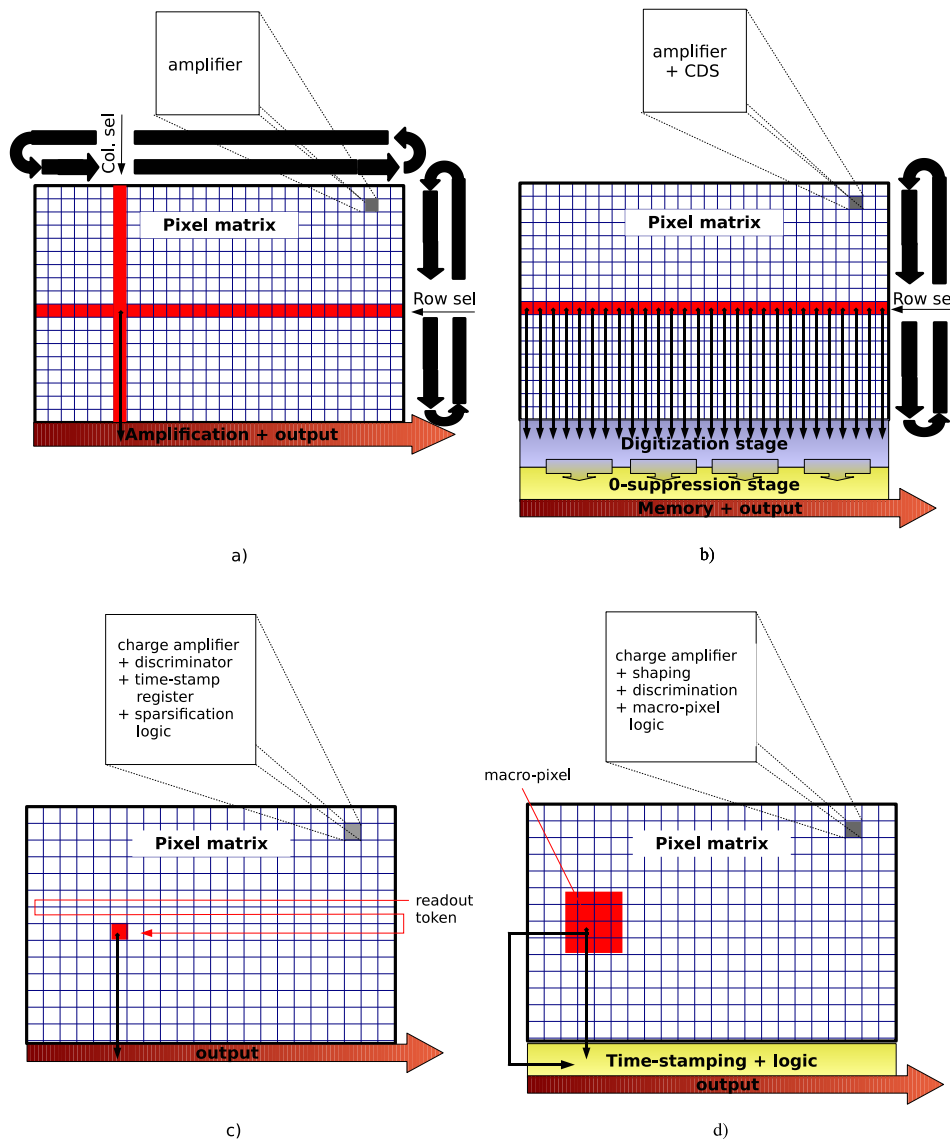 amplifier
Col. sel
Pixel matrix
Row sel
Amplification + output
a)
amplifier
+ CDS
Pixel matrix
Row sel
Digitization stage
0-suppression stage
Memory + output
b)
charge amplifier
+ discriminator
+ time-stamp
register
+ sparsification
logic
Pixel matrix
readout
token
output
c)
charge amplifier
+ shaping
+ discrimination
+ macro-pixel
logic
macro-pixel
Pixel matrix
Time-stamping + logic
output
d)